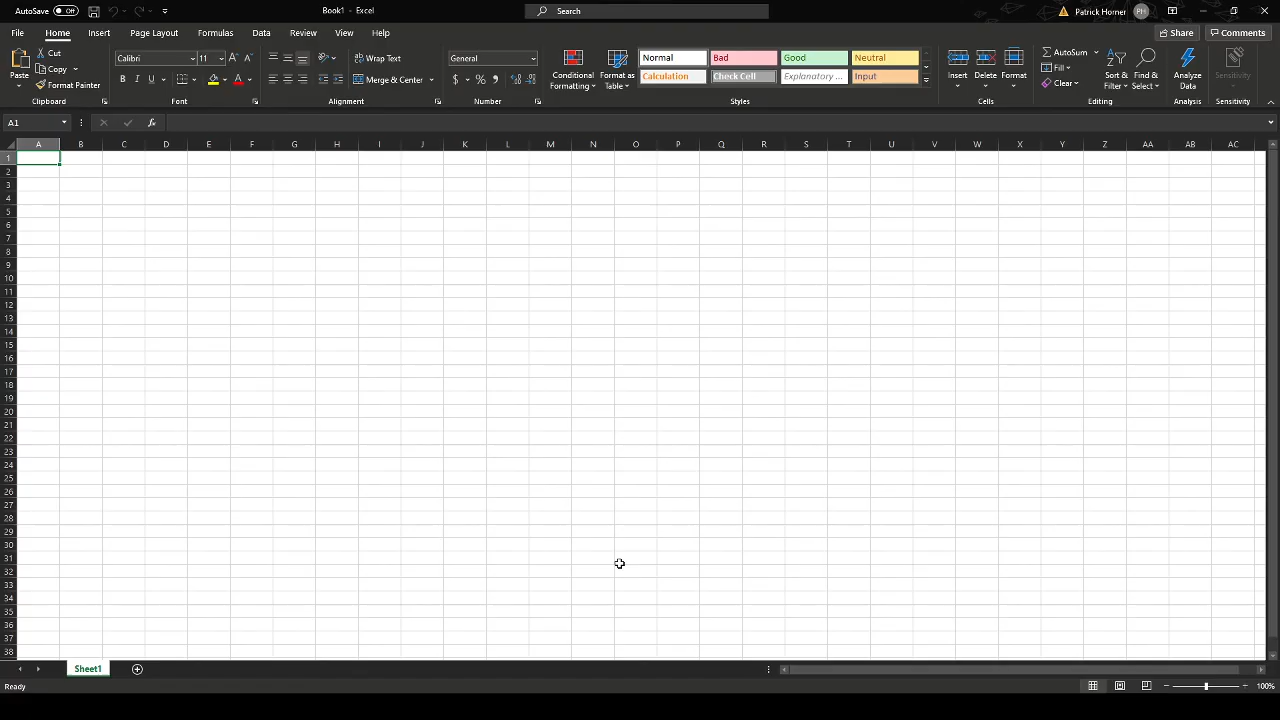 AutoSave Off Book1 - Excel Search Patrick Horner PH
File Home Insert Page Layout Formulas Data Review View Help Share Comments
Paste Cut Copy Format Painter Clipboard
Calibri 11 A A B I U A Font
ab Wrap Text Merge & Center Alignment
General $ % , Number
Conditional Formatting Format as Table
Normal Bad Good Neutral
Calculation Check Cell Explanatory ... Input
Styles
Insert Delete Format Cells
AutoSum Fill Clear Sort & Filter Find & Select Editing
Analyze Data Analysis
Sensitivity Sensitivity
A1 fx
A B C D E F G H I J K L M N O P Q R S T U V W X Y Z AA AB AC
1
2
3
4
5
6
7
8
9
10
11
12
13
14
15
16
17
18
19
20
21
22
23
24
25
26
27
28
29
30
31
32
33
34
35
36
37
38
Sheet1
Ready 100%